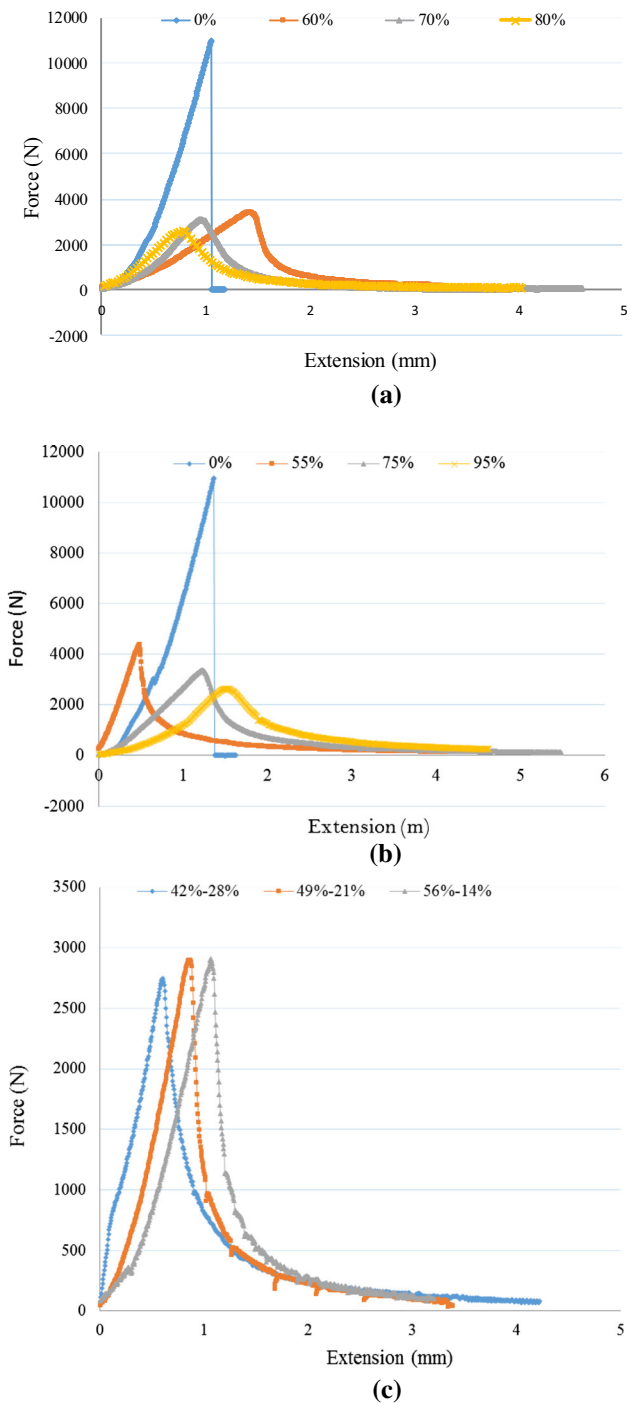 12000
0% 60% 70% 80%
10000
8000
6000
4000
2000
0
-2000
0 1 2 3 4 5
Force (N)
Extension (mm)
(a)
12000
0% 55% 75% 95%
10000
8000
6000
4000
2000
0
-2000
0 1 2 3 4 5 6
Force (N)
Extension (m)
(b)
3500
42%-28% 49%-21% 56%-14%
3000
2500
2000
1500
1000
500
0
0 1 2 3 4 5
Force (N)
Extension (mm)
(c)